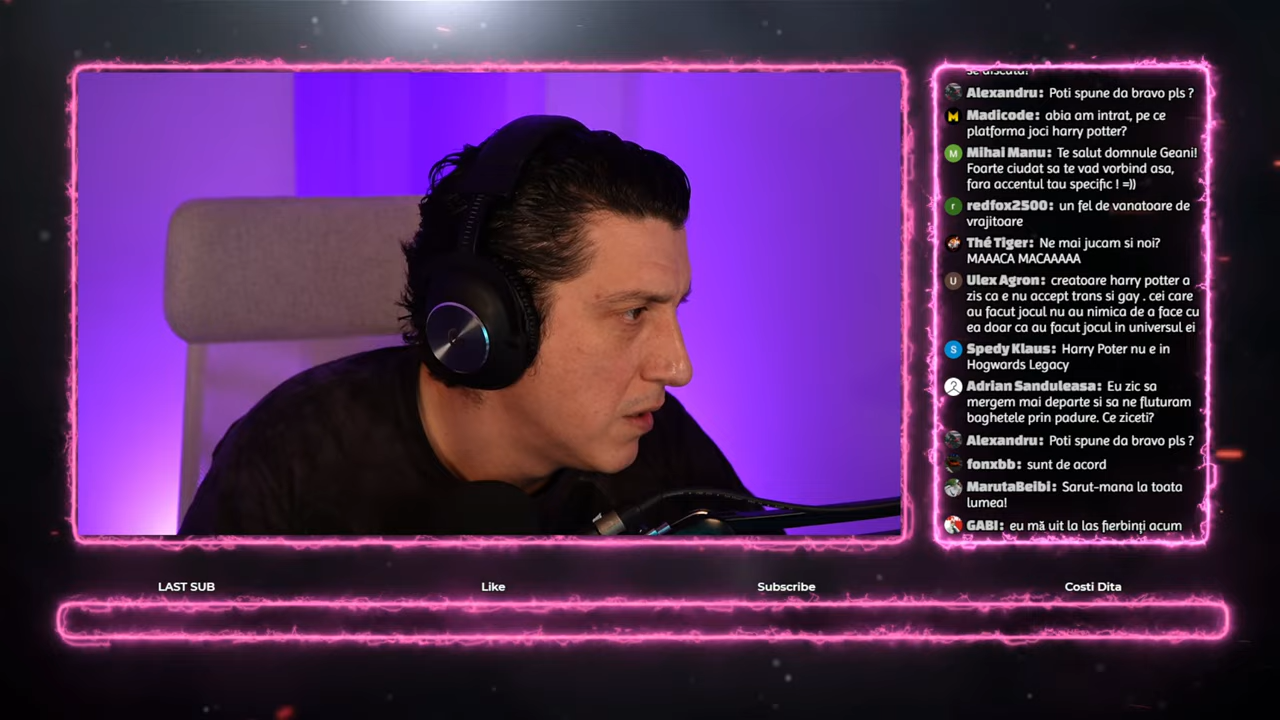 se discuta!
Alexandru: Poti spune da bravo pls ?
Madicode: abia am intrat, pe ce
platforma joci harry potter?
Mihai Manu: Te salut domnule Geani!
Foarte ciudat sa te vad vorbind asa,
fara accentul tau specific ! =))
redfox2500: un fel de vanatoare de
vrajitoare
Thé Tiger: Ne mai jucam si noi?
MAAACA MACAAAAA
Ulex Agron: creatoare harry potter a
zis ca e nu accept trans si gay . cei care
au facut jocul nu au nimica de a face cu
ea doar ca au facut jocul in universul ei
Spedy Klaus: Harry Poter nu e in
Hogwards Legacy
Adrian Sanduleasa: Eu zic sa
mergem mai departe si sa ne fluturam
baghetele prin padure. Ce ziceti?
Alexandru: Poti spune da bravo pls ?
fonxbb: sunt de acord
MarutaBeibi: Sarut-mana la toata
lumea!
GABI: eu mă uit la las fierbinți acum
LAST SUB
Like
Subscribe
Costi Dita